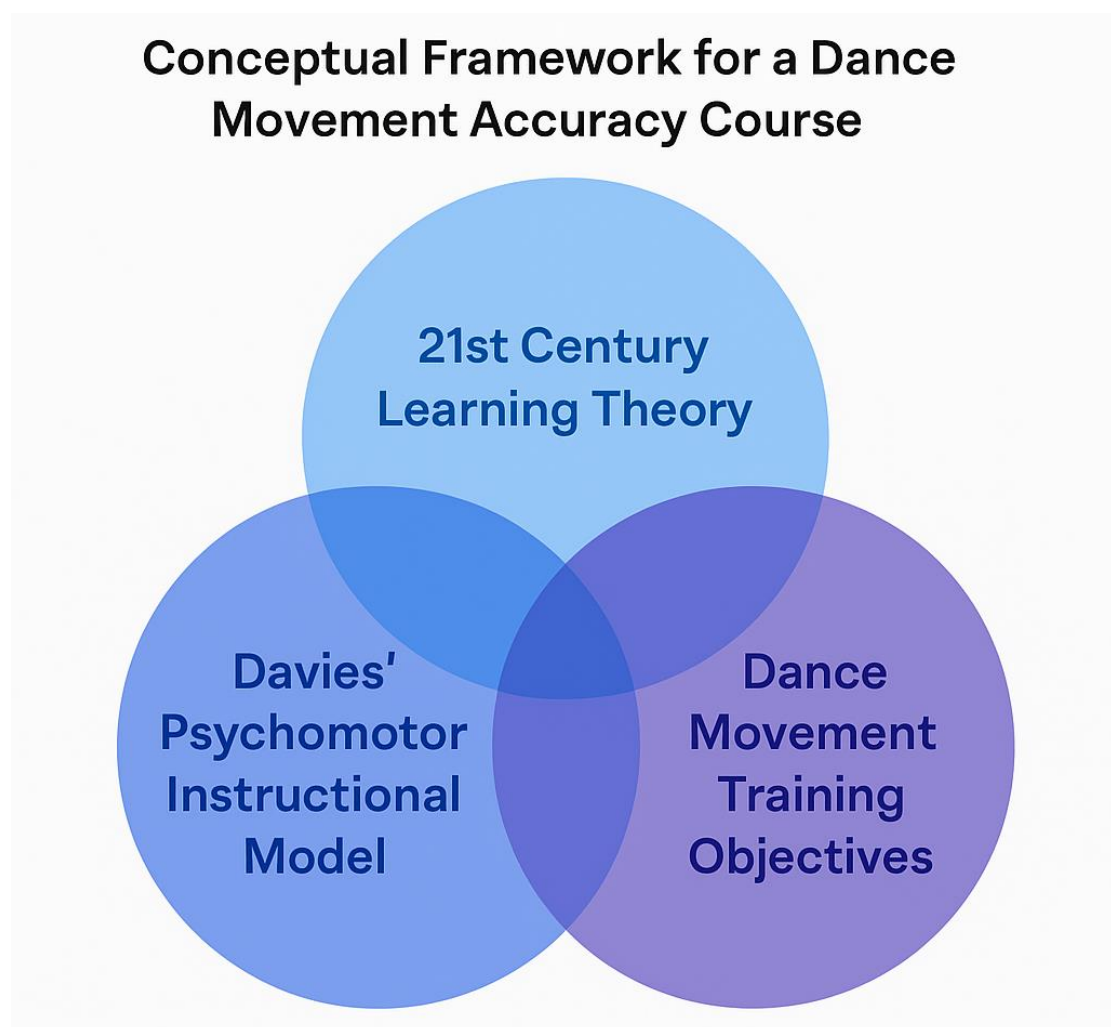 Conceptual Framework for a Dance
Movement Accuracy Course
21st Century
Learning Theory
Davies'
Psychomotor
Instructional
Model
Dance
Movement
Training
Objectives